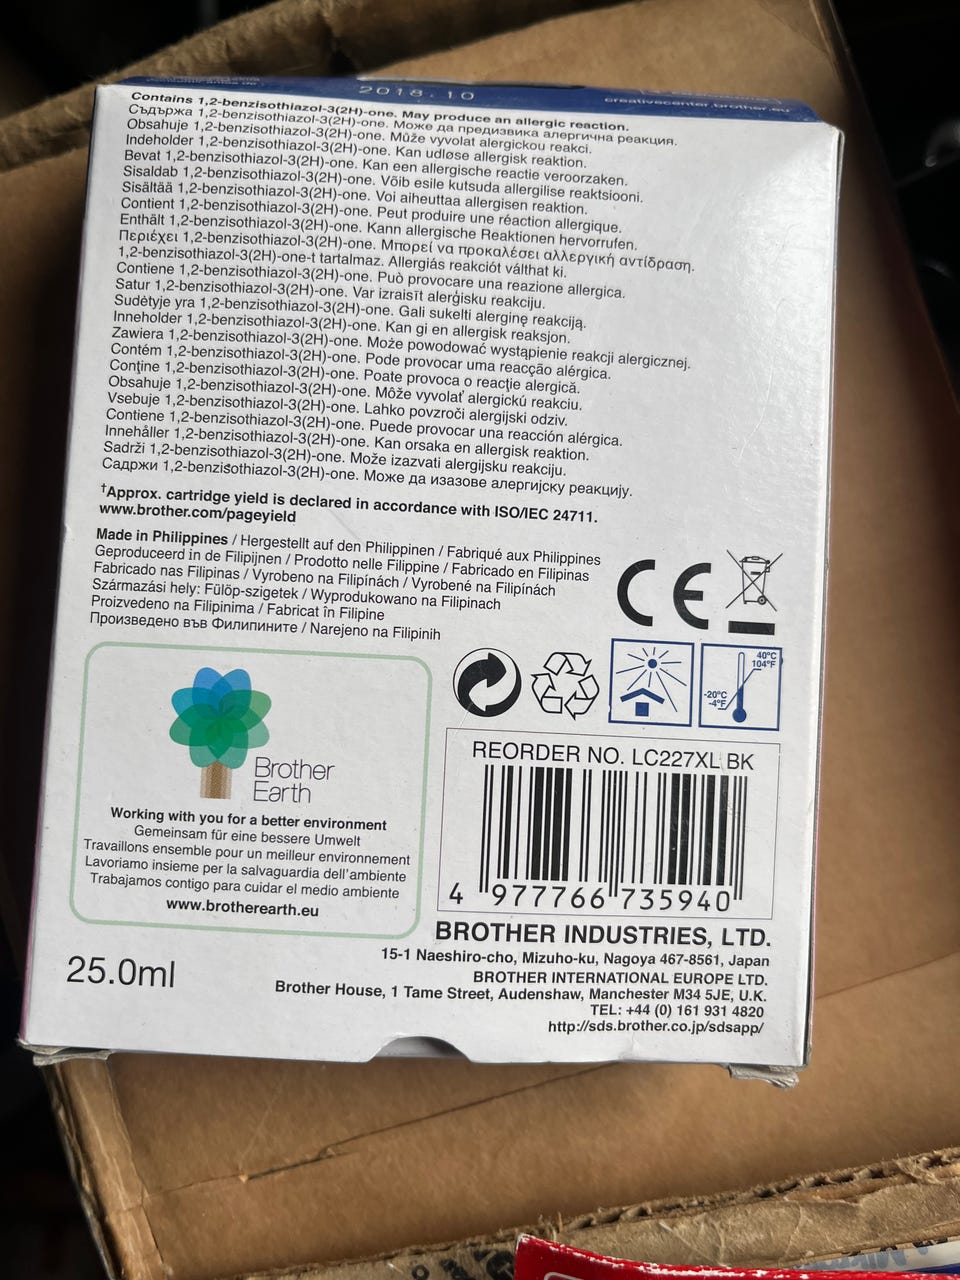 2018.10
creativecenter.brother.eu
Contains 1,2-benzisothiazol-3(2H)-one. May produce an allergic reaction.
Съдържа 1,2-benzisothiazol-3(2H)-one. Може да предизвика алергична реакция.
Obsahuje 1,2-benzisothiazol-3(2H)-one. Může vyvolat alergickou reakci.
Indeholder 1,2-benzisothiazol-3(2H)-one. Kan udløse allergisk reaktion.
Bevat 1,2-benzisothiazol-3(2H)-one. Kan een allergische reactie veroorzaken.
Sisaldab 1,2-benzisothiazol-3(2H)-one. Võib esile kutsuda allergilise reaktsiooni.
Sisältää 1,2-benzisothiazol-3(2H)-one. Voi aiheuttaa allergisen reaktion.
Contient 1,2-benzisothiazol-3(2H)-one. Peut produire une réaction allergique.
Enthält 1,2-benzisothiazol-3(2H)-one. Kann allergische Reaktionen hervorrufen.
Περιέχει 1,2-benzisothiazol-3(2H)-one. Μπορεί να προκαλέσει αλλεργική αντίδραση.
1,2-benzisothiazol-3(2H)-one-t tartalmaz. Allergiás reakciót válthat ki.
Contiene 1,2-benzisothiazol-3(2H)-one. Può provocare una reazione allergica.
Satur 1,2-benzisothiazol-3(2H)-one. Var izraisīt alerģisku reakciju.
Sudėtyje yra 1,2-benzisothiazol-3(2H)-one. Gali sukelti alerginę reakciją.
Inneholder 1,2-benzisothiazol-3(2H)-one. Kan gi en allergisk reaksjon.
Zawiera 1,2-benzisothiazol-3(2H)-one. Może powodować wystąpienie reakcji alergicznej.
Contém 1,2-benzisothiazol-3(2H)-one. Pode provocar uma reacção alérgica.
Conţine 1,2-benzisothiazol-3(2H)-one. Poate provoca o reacţie alergică.
Obsahuje 1,2-benzisothiazol-3(2H)-one. Môže vyvolať alergickú reakciu.
Vsebuje 1,2-benzisothiazol-3(2H)-one. Lahko povzroči alergijski odziv.
Contiene 1,2-benzisothiazol-3(2H)-one. Puede provocar una reacción alérgica.
Innehåller 1,2-benzisothiazol-3(2H)-one. Kan orsaka en allergisk reaktion.
Sadrži 1,2-benzisothiazol-3(2H)-one. Može izazvati alergijsku reakciju.
Садржи 1,2-benzisothiazol-3(2H)-one. Може да изазове алергијску реакцију.
†Approx. cartridge yield is declared in accordance with ISO/IEC 24711.
www.brother.com/pageyield
Made in Philippines / Hergestellt auf den Philippinen / Fabriqué aux Philippines
Geproduceerd in de Filipijnen / Prodotto nelle Filippine / Fabricado en Filipinas
Fabricado nas Filipinas / Vyrobeno na Filipínách / Vyrobené na Filipínách
Származási hely: Fülöp-szigetek / Wyprodukowano na Filipinach
Proizvedeno na Filipinima / Fabricat în Filipine
Произведено във Филипините / Narejeno na Filipinih
CE
40°C
104°F
-20°C
-4°F
Brother
Earth
Working with you for a better environment
Gemeinsam für eine bessere Umwelt
Travaillons ensemble pour un meilleur environnement
Lavoriamo insieme per la salvaguardia dell'ambiente
Trabajamos contigo para cuidar el medio ambiente
www.brotherearth.eu
REORDER NO. LC227XL BK
4 977766 735940
25.0ml
BROTHER INDUSTRIES, LTD.
15-1 Naeshiro-cho, Mizuho-ku, Nagoya 467-8561, Japan
BROTHER INTERNATIONAL EUROPE LTD.
Brother House, 1 Tame Street, Audenshaw, Manchester M34 5JE, U.K.
TEL: +44 (0) 161 931 4820
http://sds.brother.co.jp/sdsapp/